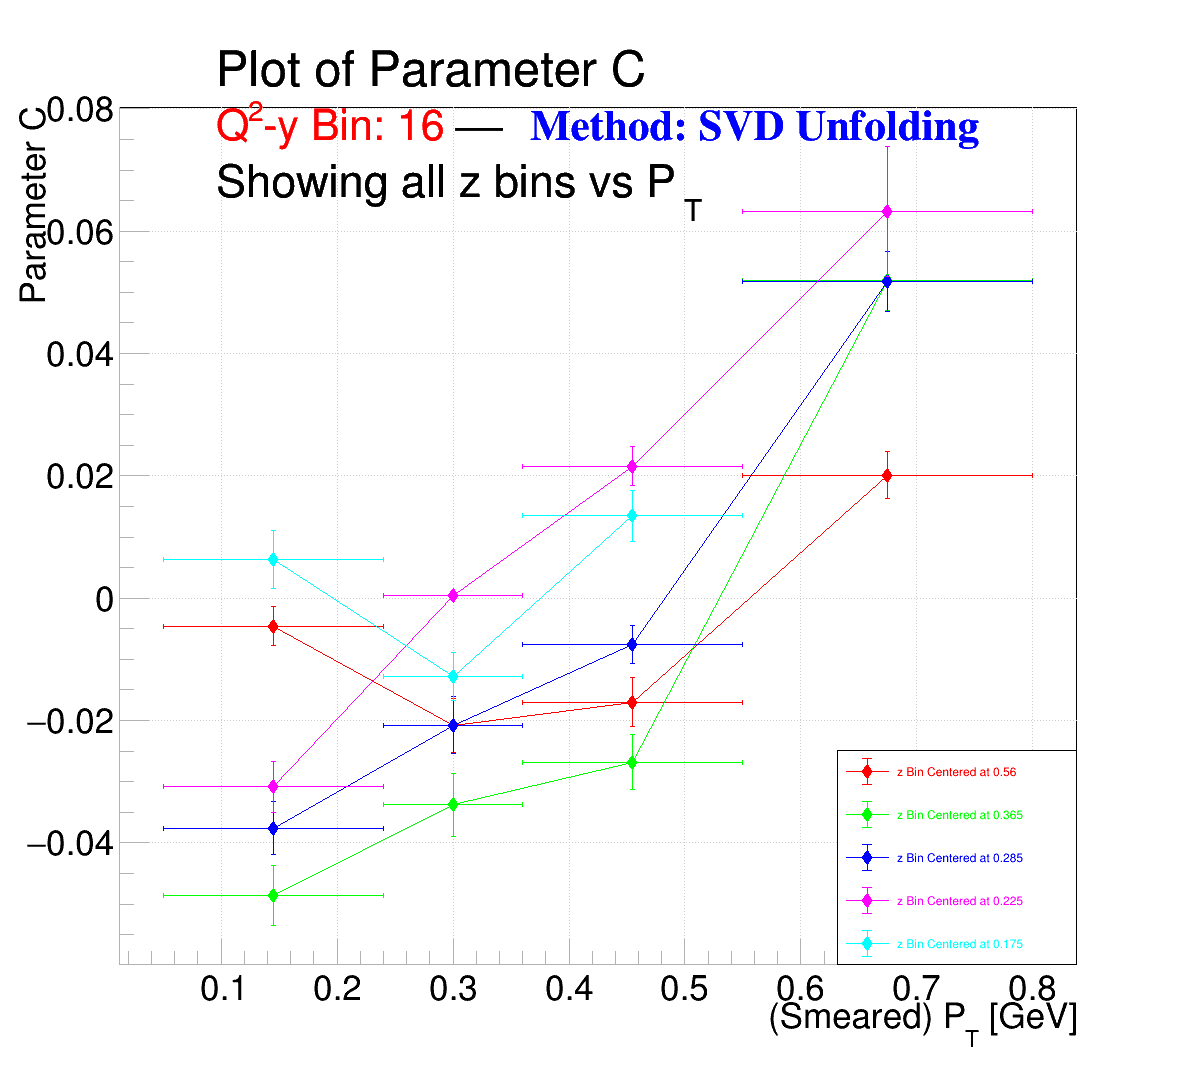 Plot of Parameter C
Q²-y Bin: 16 — Method: SVD Unfolding
Showing all z bins vs P_T
Parameter C
0.08
0.06
0.04
0.02
0
−0.02
−0.04
z Bin Centered at 0.56
z Bin Centered at 0.365
z Bin Centered at 0.285
z Bin Centered at 0.225
z Bin Centered at 0.175
0.1 0.2 0.3 0.4 0.5 0.6 0.7 0.8
(Smeared) P_T [GeV]